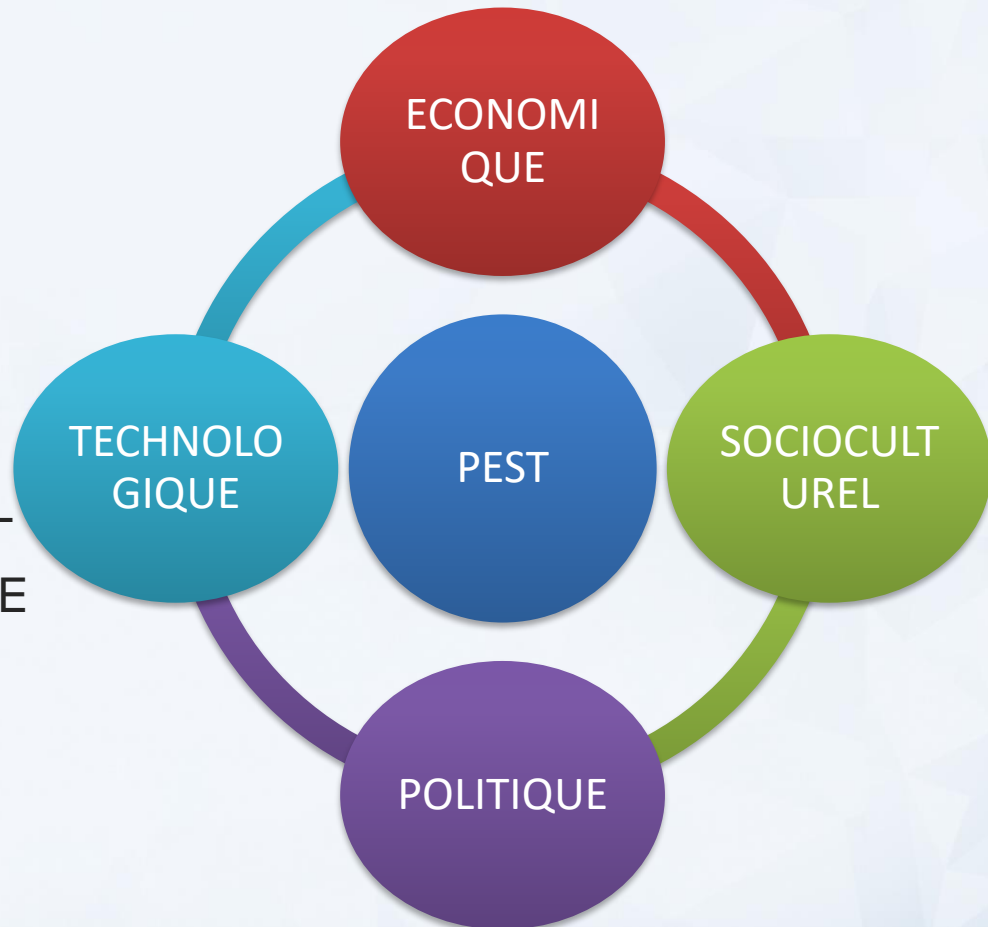 ECONOMI
QUE
TECHNOLO
GIQUE
PEST
SOCIOCULT
UREL
E
POLITIQUE